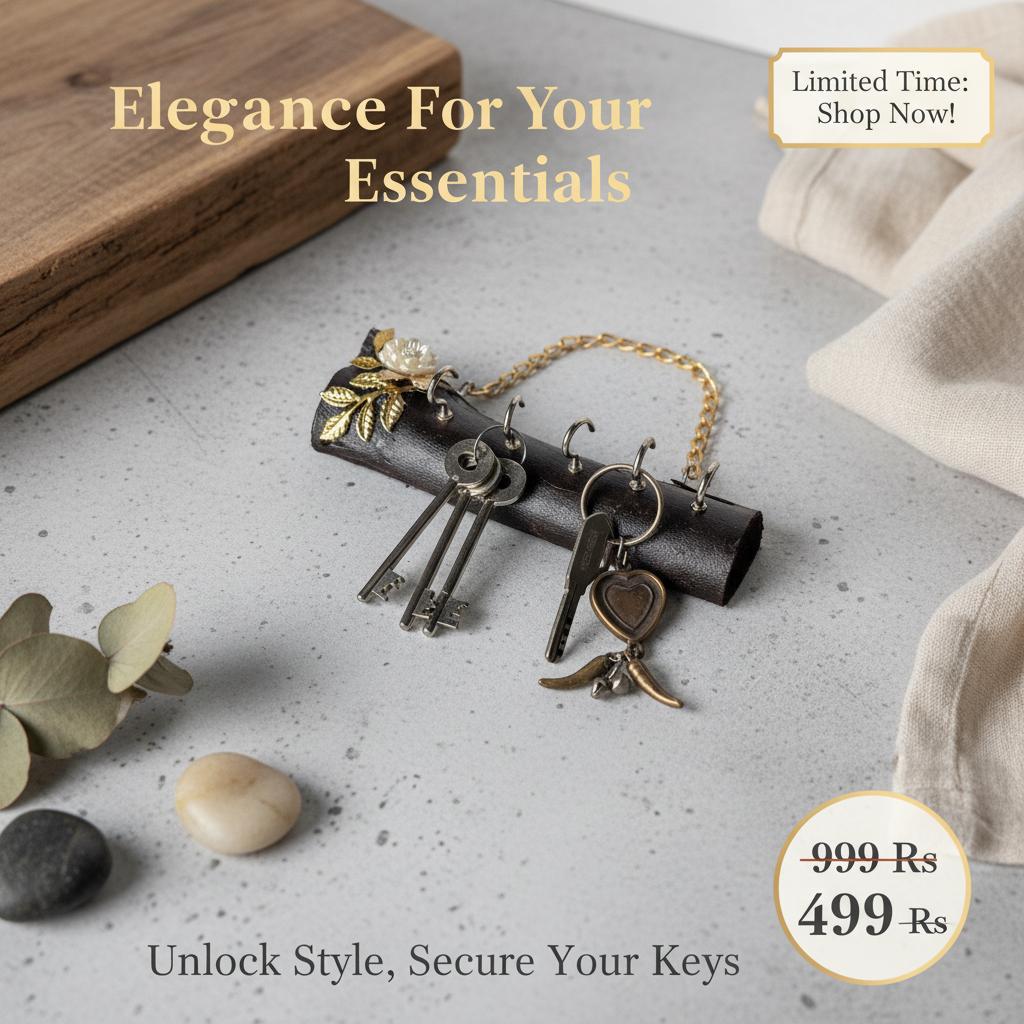 Elegance For Your
Essentials
Limited Time:
Shop Now!
999 Rs
499 Rs
Unlock Style, Secure Your Keys